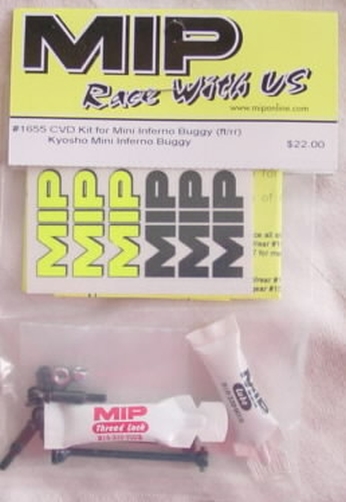 MIP
Race With US
www.miponline.com
#1655 CVD Kit for Mini Inferno Buggy (ft/rr)
Kyosho Mini Inferno Buggy
$22.00
MIP
MIP
MIP
MIP
MIP
MIP
MIP
Thread Lock
MIP
Lube